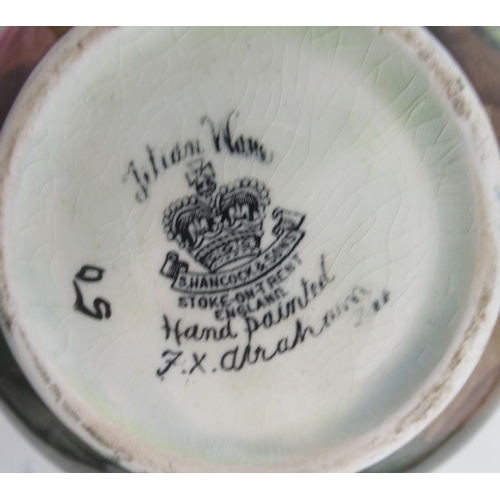 Titian Ware
S. HANCOCK & SONS
STOKE-ON-TRENT
ENGLAND
Hand painted
F.X. Abraham